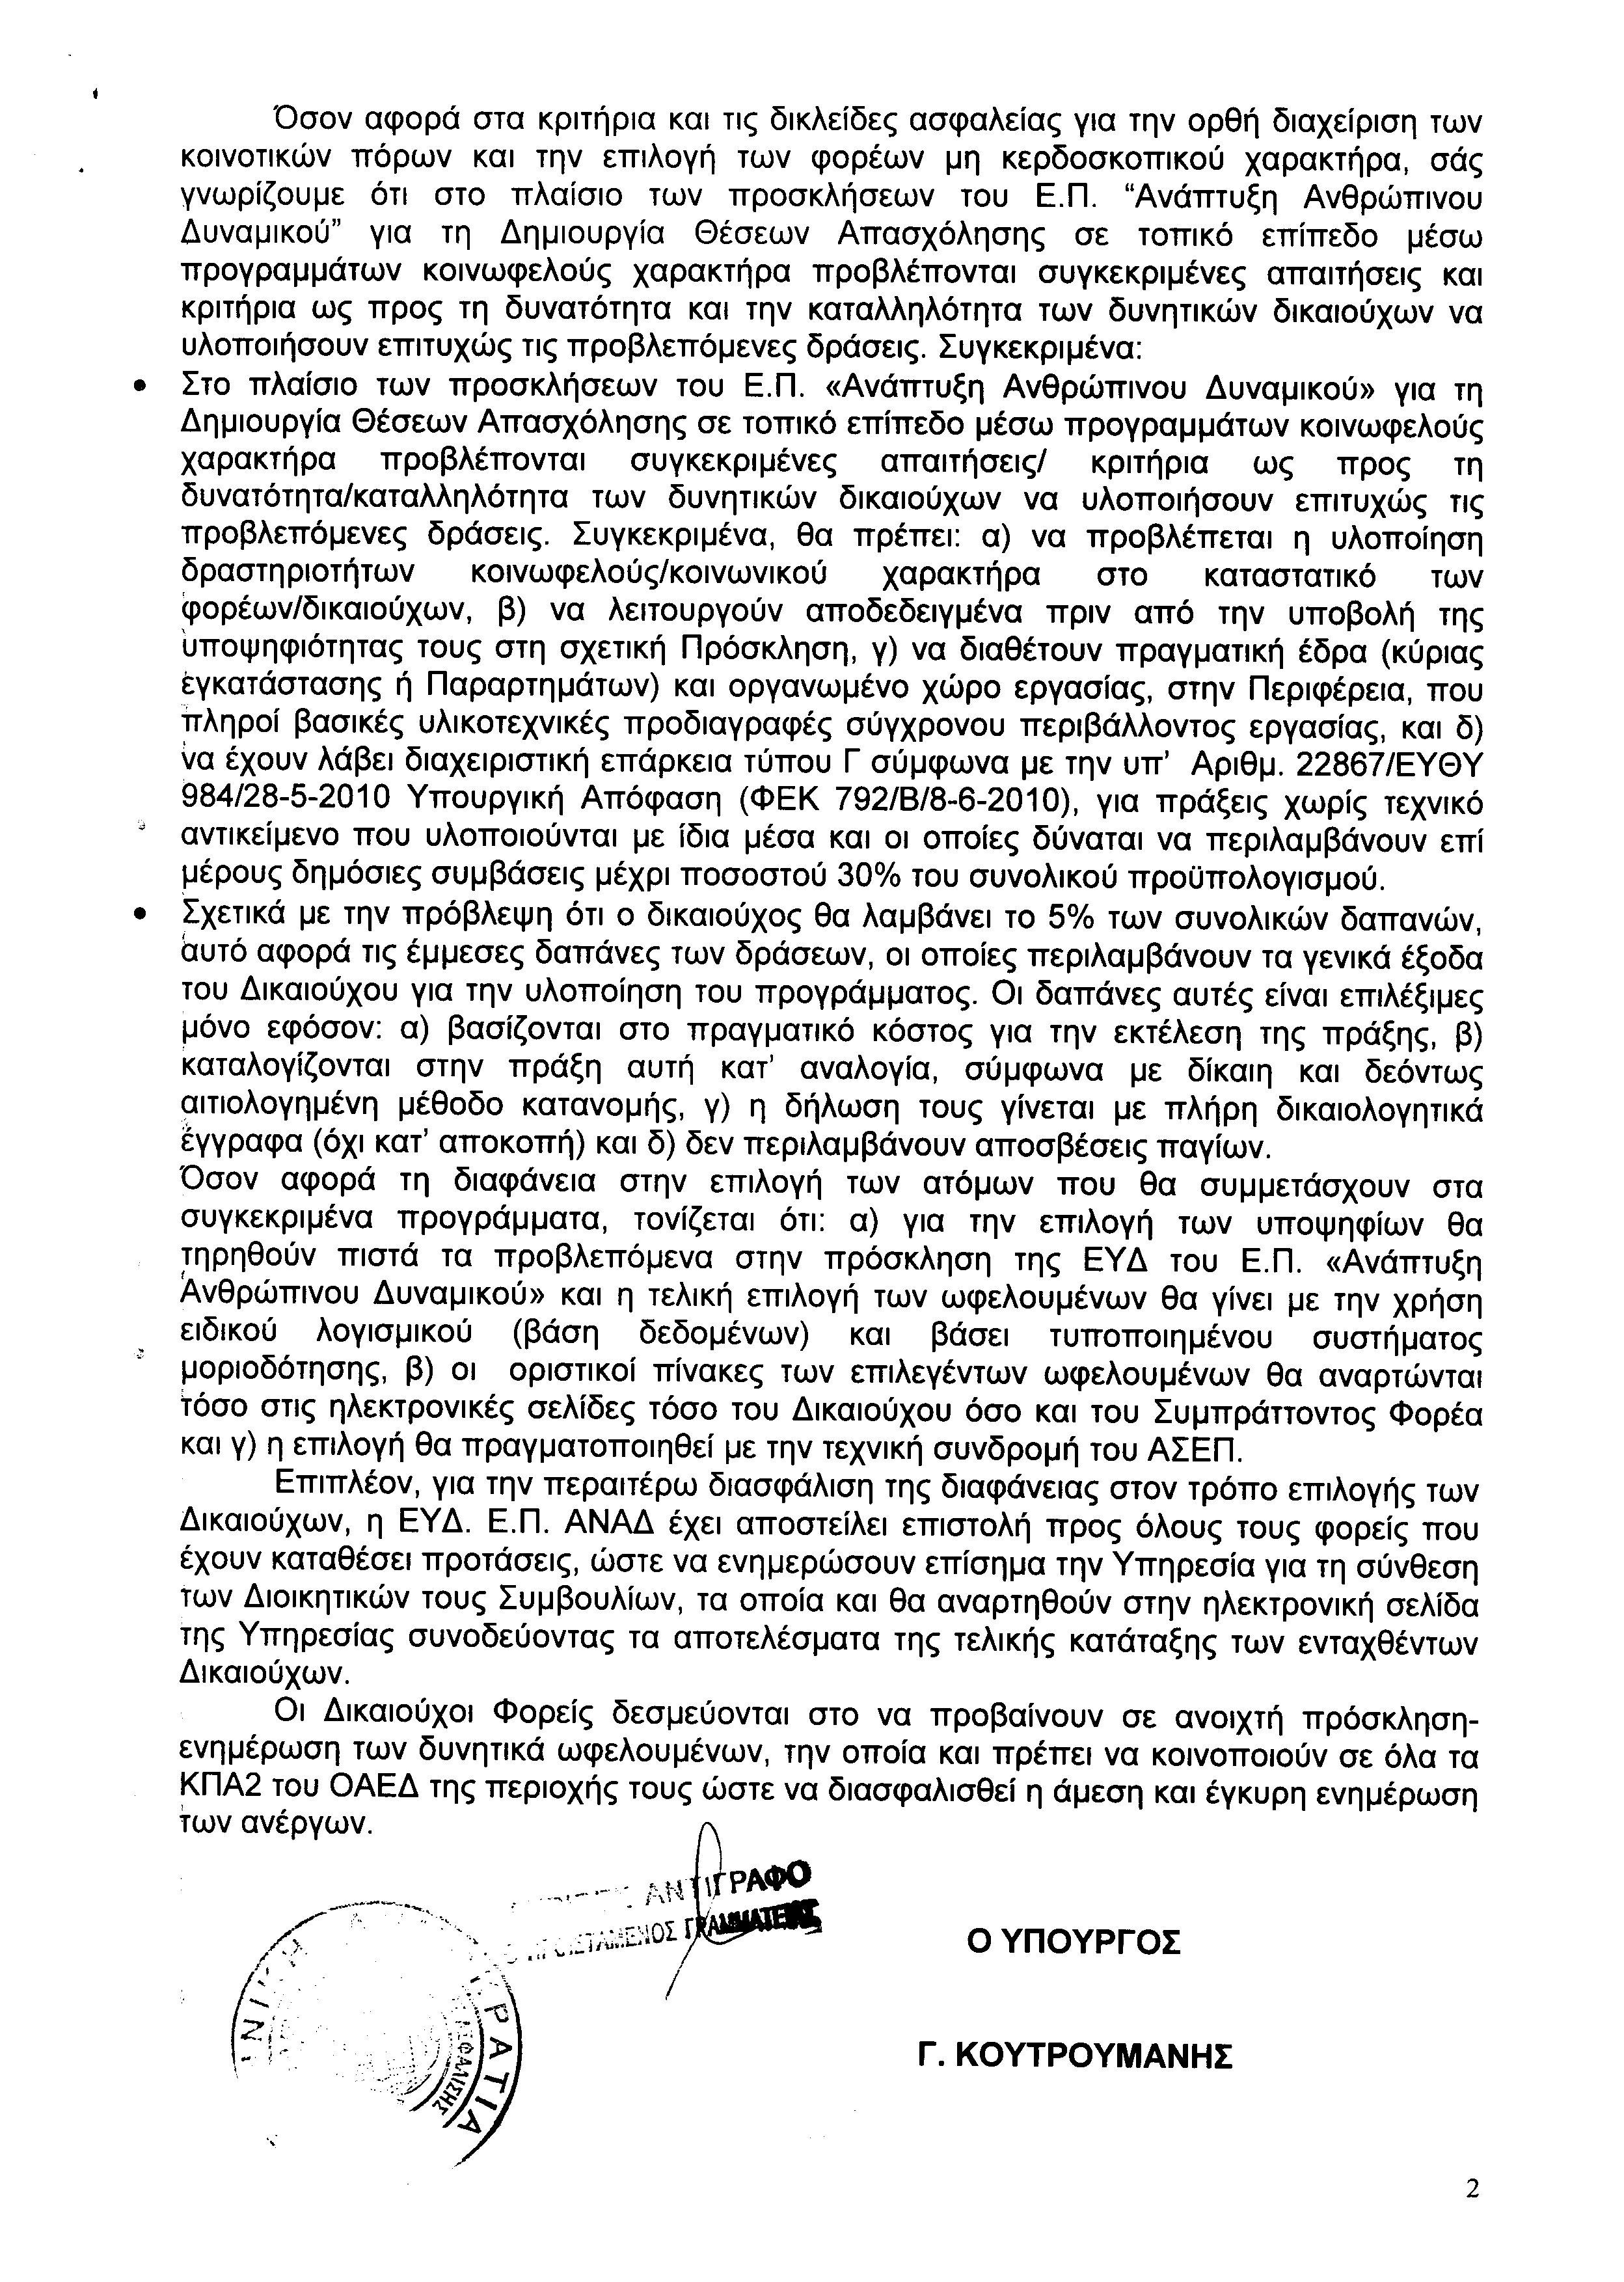 Όσον αφορά στα κριτήρια και τις δικλείδες ασφαλείας για την ορθή διαχείριση των
κοινοτικών πόρων και την επιλογή των φορέων μη κερδοσκοπικού χαρακτήρα, σάς
γνωρίζουμε ότι στο πλαίσιο των προσκλήσεων του Ε.Π. “Ανάπτυξη Ανθρώπινου
Δυναμικού” για τη Δημιουργία Θέσεων Απασχόλησης σε τοπικό επίπεδο μέσω
προγραμμάτων κοινωφελούς χαρακτήρα προβλέπονται συγκεκριμένες απαιτήσεις και
κριτήρια ως προς τη δυνατότητα και την καταλληλότητα των δυνητικών δικαιούχων να
υλοποιήσουν επιτυχώς τις προβλεπόμενες δράσεις. Συγκεκριμένα:
• Στο πλαίσιο των προσκλήσεων του Ε.Π. «Ανάπτυξη Ανθρώπινου Δυναμικού» για τη
Δημιουργία Θέσεων Απασχόλησης σε τοπικό επίπεδο μέσω προγραμμάτων κοινωφελούς
χαρακτήρα προβλέπονται συγκεκριμένες απαιτήσεις/ κριτήρια ως προς τη
δυνατότητα/καταλληλότητα των δυνητικών δικαιούχων να υλοποιήσουν επιτυχώς τις
προβλεπόμενες δράσεις. Συγκεκριμένα, θα πρέπει: α) να προβλέπεται η υλοποίηση
δραστηριοτήτων κοινωφελούς/κοινωνικού χαρακτήρα στο καταστατικό των
φορέων/δικαιούχων, β) να λειτουργούν αποδεδειγμένα πριν από την υποβολή της
υποψηφιότητας τους στη σχετική Πρόσκληση, γ) να διαθέτουν πραγματική έδρα (κύριας
εγκατάστασης ή Παραρτημάτων) και οργανωμένο χώρο εργασίας, στην Περιφέρεια, που
πληροί βασικές υλικοτεχνικές προδιαγραφές σύγχρονου περιβάλλοντος εργασίας, και δ)
να έχουν λάβει διαχειριστική επάρκεια τύπου Γ σύμφωνα με την υπ’ Αριθμ. 22867/ΕΥΘΥ
984/28-5-2010 Υπουργική Απόφαση (ΦΕΚ 792/Β/8-6-2010), για πράξεις χωρίς τεχνικό
αντικείμενο που υλοποιούνται με ίδια μέσα και οι οποίες δύναται να περιλαμβάνουν επί
μέρους δημόσιες συμβάσεις μέχρι ποσοστού 30% του συνολικού προϋπολογισμού.
• Σχετικά με την πρόβλεψη ότι ο δικαιούχος θα λαμβάνει το 5% των συνολικών δαπανών,
αυτό αφορά τις έμμεσες δαπάνες των δράσεων, οι οποίες περιλαμβάνουν τα γενικά έξοδα
του Δικαιούχου για την υλοποίηση του προγράμματος. Οι δαπάνες αυτές είναι επιλέξιμες
μόνο εφόσον: α) βασίζονται στο πραγματικό κόστος για την εκτέλεση της πράξης, β)
καταλογίζονται στην πράξη αυτή κατ’ αναλογία, σύμφωνα με δίκαιη και δεόντως
αιτιολογημένη μέθοδο κατανομής, γ) η δήλωση τους γίνεται με πλήρη δικαιολογητικά
έγγραφα (όχι κατ’ αποκοπή) και δ) δεν περιλαμβάνουν αποσβέσεις παγίων.
Όσον αφορά τη διαφάνεια στην επιλογή των ατόμων που θα συμμετάσχουν στα
συγκεκριμένα προγράμματα, τονίζεται ότι: α) για την επιλογή των υποψηφίων θα
τηρηθούν πιστά τα προβλεπόμενα στην πρόσκληση της ΕΥΔ του Ε.Π. «Ανάπτυξη
Ανθρώπινου Δυναμικού» και η τελική επιλογή των ωφελουμένων θα γίνει με την χρήση
ειδικού λογισμικού (βάση δεδομένων) και βάσει τυποποιημένου συστήματος
μοριοδότησης, β) οι οριστικοί πίνακες των επιλεγέντων ωφελουμένων θα αναρτώνται
τόσο στις ηλεκτρονικές σελίδες τόσο του Δικαιούχου όσο και του Συμπράττοντος Φορέα
και γ) η επιλογή θα πραγματοποιηθεί με την τεχνική συνδρομή του ΑΣΕΠ.
Επιπλέον, για την περαιτέρω διασφάλιση της διαφάνειας στον τρόπο επιλογής των
Δικαιούχων, η ΕΥΔ. Ε.Π. ΑΝΑΔ έχει αποστείλει επιστολή προς όλους τους φορείς που
έχουν καταθέσει προτάσεις, ώστε να ενημερώσουν επίσημα την Υπηρεσία για τη σύνθεση
των Διοικητικών τους Συμβουλίων, τα οποία και θα αναρτηθούν στην ηλεκτρονική σελίδα
της Υπηρεσίας συνοδεύοντας τα αποτελέσματα της τελικής κατάταξης των ενταχθέντων
Δικαιούχων.
Οι Δικαιούχοι Φορείς δεσμεύονται στο να προβαίνουν σε ανοιχτή πρόσκληση-
ενημέρωση των δυνητικά ωφελουμένων, την οποία και πρέπει να κοινοποιούν σε όλα τα
ΚΠΑ2 του ΟΑΕΔ της περιοχής τους ώστε να διασφαλισθεί η άμεση και έγκυρη ενημέρωση
των ανέργων.
ΑΝΤΙΓΡΑΦΟ
ΓΡΑΜΜΑΤΕΙΑΣ
Ο ΥΠΟΥΡΓΟΣ
Γ. ΚΟΥΤΡΟΥΜΑΝΗΣ
2